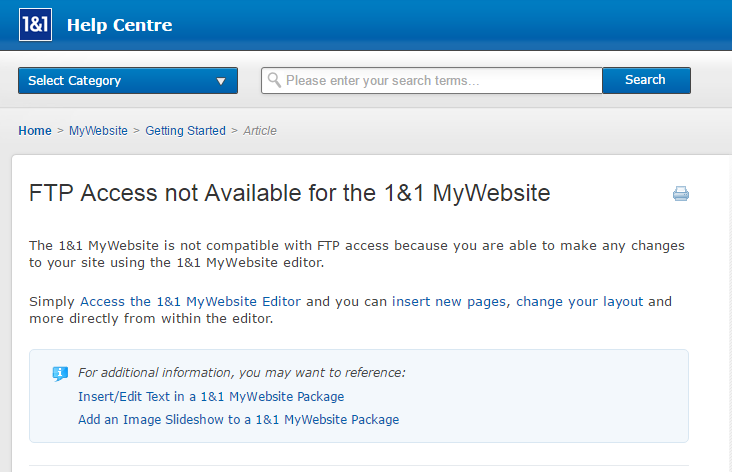 1&1 Help Centre
Select Category
Please enter your search terms...
Search
Home > MyWebsite > Getting Started > Article
FTP Access not Available for the 1&1 MyWebsite
The 1&1 MyWebsite is not compatible with FTP access because you are able to make any changes
to your site using the 1&1 MyWebsite editor.
Simply Access the 1&1 MyWebsite Editor and you can insert new pages, change your layout and
more directly from within the editor.
For additional information, you may want to reference:
Insert/Edit Text in a 1&1 MyWebsite Package
Add an Image Slideshow to a 1&1 MyWebsite Package